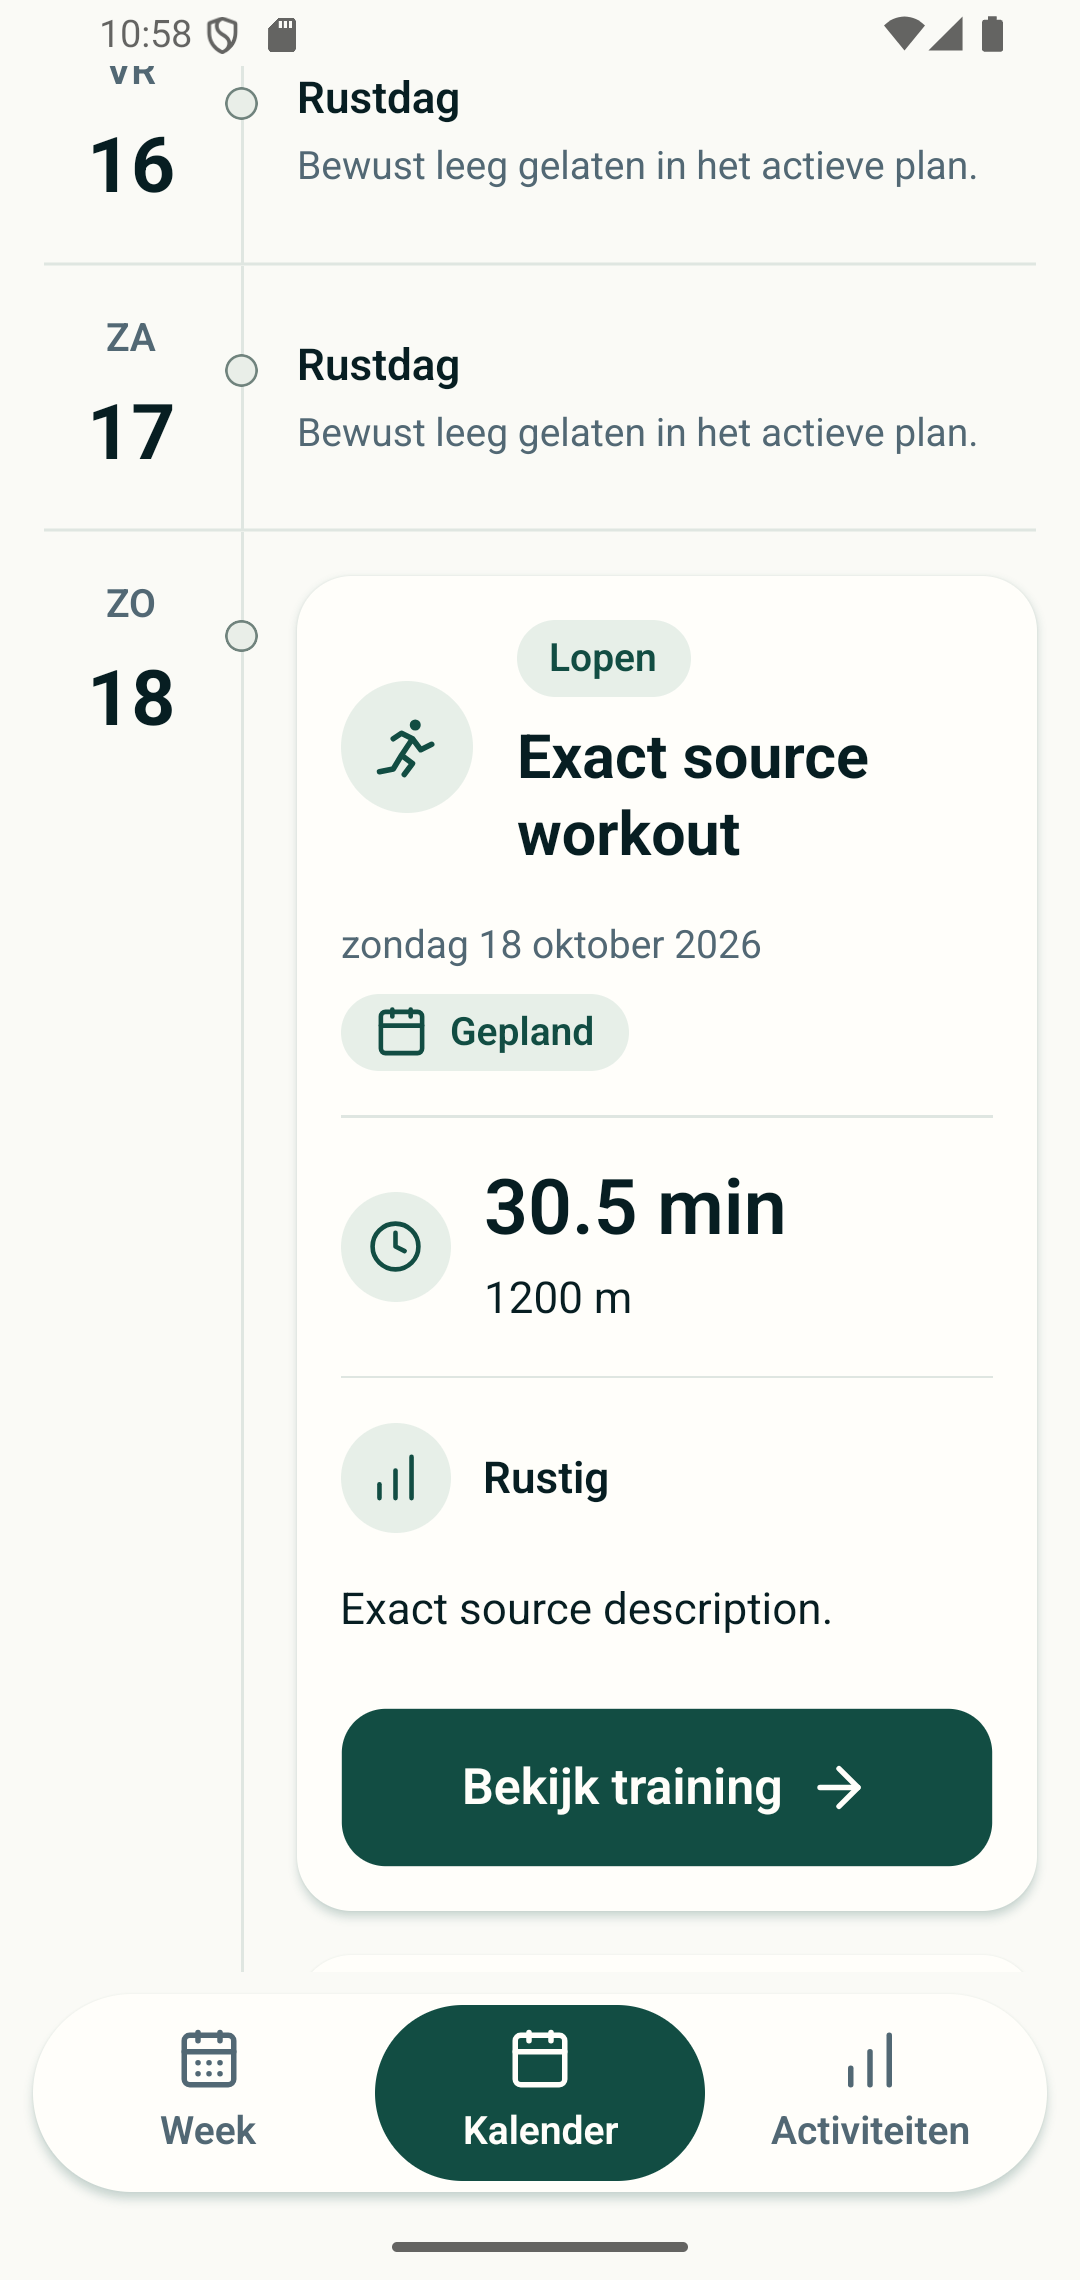 10:58
VR
16
Rustdag
Bewust leeg gelaten in het actieve plan.
ZA
17
Rustdag
Bewust leeg gelaten in het actieve plan.
ZO
18
Lopen
Exact source
workout
zondag 18 oktober 2026
Gepland
30.5 min
1200 m
Rustig
Exact source description.
Bekijk training
Week
Kalender
Activiteiten